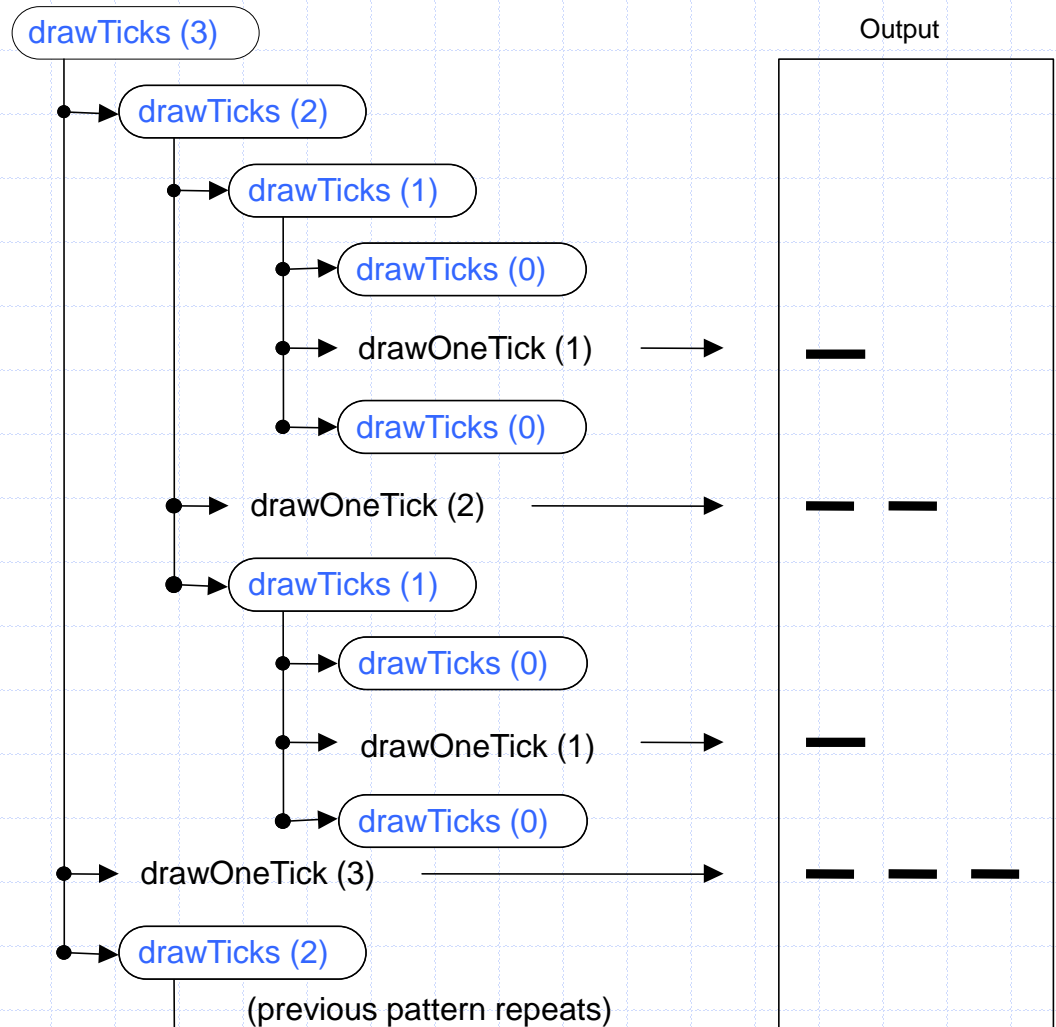 drawTicks (3)
Output
drawTicks (2)
drawTicks (1)
drawTicks (0)
drawOneTick (1)
drawTicks (0)
drawOneTick (2)
drawTicks (1)
drawTicks (0)
drawOneTick (1)
drawTicks (0)
drawOneTick (3)
drawTicks (2)
(previous pattern repeats)